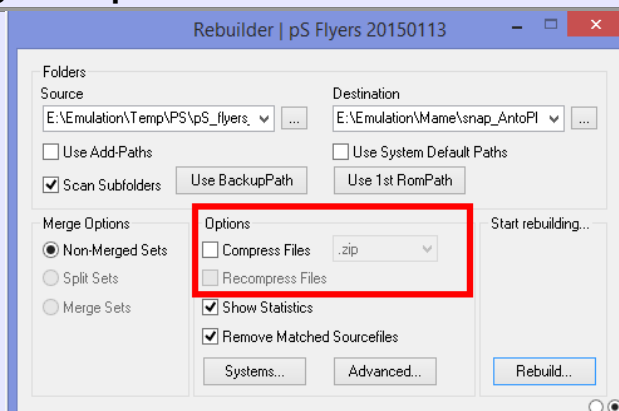 Rebuilder | pS Flyers 20150113
Folders
Source
Destination
E:\Emulation\Temp\PS\pS_flyers_
...
E:\Emulation\Mame\snap_AntoPI
...
Use Add-Paths
Use System Default Paths
Scan Subfolders
Use BackupPath
Use 1st RomPath
Merge Options
Options
Start rebuilding...
Non-Merged Sets
Compress Files
.zip
Split Sets
Recompress Files
Merge Sets
Show Statistics
Remove Matched Sourcefiles
Systems...
Advanced...
Rebuild...